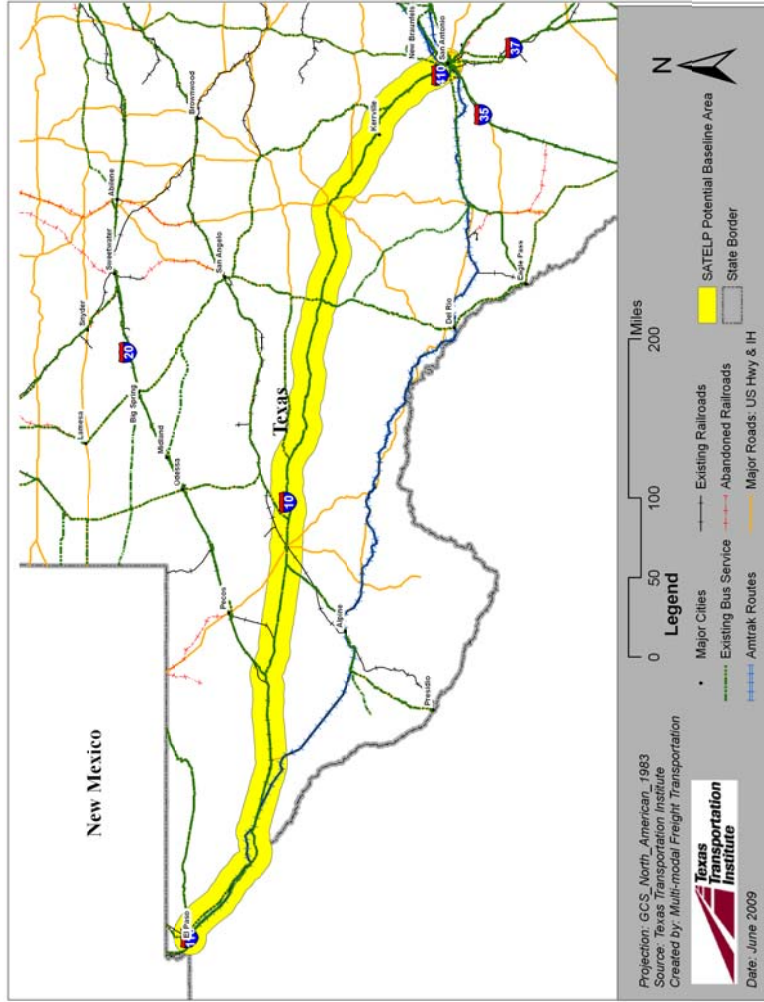 New Mexico
Texas
El Paso
Pecos
Alpine
Presidio
Odessa
Midland
Big Spring
Lamesa
Snyder
Sweetwater
Abilene
Brownwood
San Angelo
Kerrville
New Braunfels
San Antonio
Del Rio
Eagle Pass
10
20
10
35
37
Projection: GCS_North_American_1983
Source: Texas Transportation Institute
Created by: Multi-modal Freight Transportation
Texas
Transportation
Institute
Date: June 2009
0 50 100 200
Miles
Legend
Major Cities
Existing Bus Service
Amtrak Routes
Existing Railroads
Abandoned Railroads
Major Roads: US Hwy & IH
SATELP Potential Baseline Area
State Border
N